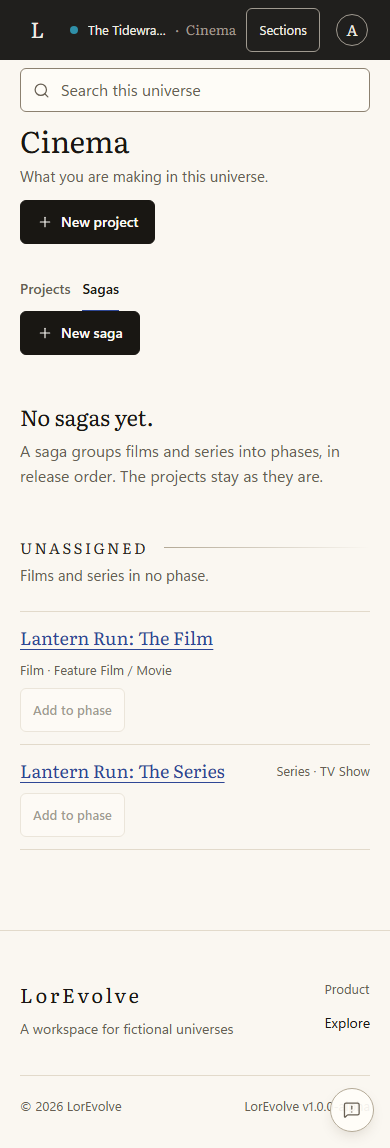 L
The Tidewra... · Cinema
Sections
A
Search this universe
Cinema
What you are making in this universe.
New project
Projects
Sagas
New saga
No sagas yet.
A saga groups films and series into phases, in
release order. The projects stay as they are.
UNASSIGNED
Films and series in no phase.
Lantern Run: The Film
Film · Feature Film / Movie
Add to phase
Lantern Run: The Series
Series · TV Show
Add to phase
LorEvolve
Product
A workspace for fictional universes
Explore
© 2026 LorEvolve
LorEvolve v1.0.0